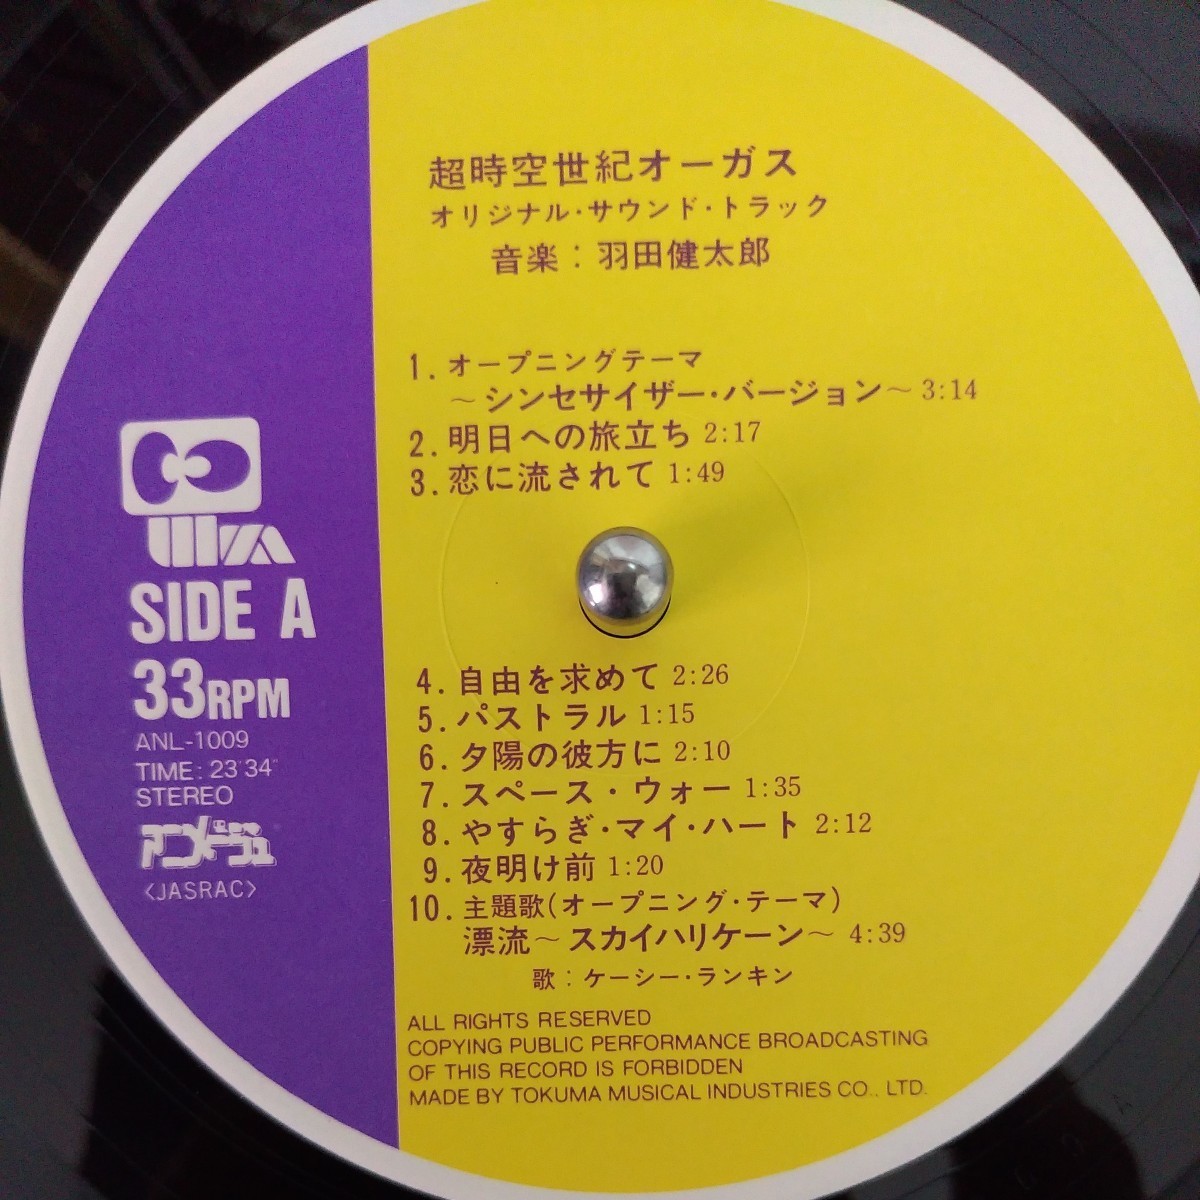 超時空世紀オーガス
オリジナル・サウンド・トラック
音楽：羽田健太郎
1. オープニングテーマ
～シンセサイザー・バージョン～ 3:14
2. 明日への旅立ち 2:17
3. 恋に流されて 1:49
SIDE A
33RPM
ANL-1009
TIME: 23'34"
STEREO
アニメージュ
〈JASRAC〉
4. 自由を求めて 2:26
5. パストラル 1:15
6. 夕陽の彼方に 2:10
7. スペース・ウォー 1:35
8. やすらぎ・マイ・ハート 2:12
9. 夜明け前 1:20
10. 主題歌(オープニング・テーマ)
漂流～スカイハリケーン～ 4:39
歌：ケーシー・ランキン
ALL RIGHTS RESERVED
COPYING PUBLIC PERFORMANCE BROADCASTING
OF THIS RECORD IS FORBIDDEN
MADE BY TOKUMA MUSICAL INDUSTRIES CO., LTD.